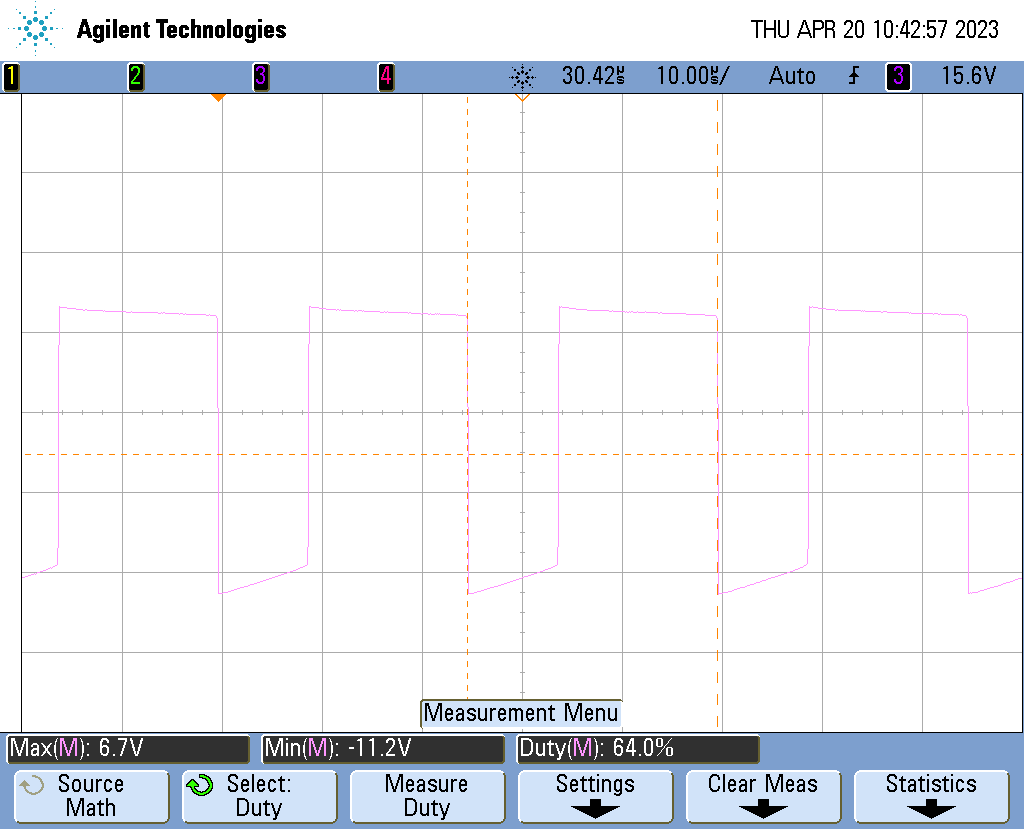 Agilent Technologies
THU APR 20 10:42:57 2023
1 2 3 4 30.42µs 10.00µs/ Auto 3 15.6V
Measurement Menu
Max(M): 6.7V Min(M): -11.2V Duty(M): 64.0%
Source Math
Select: Duty
Measure Duty
Settings
Clear Meas
Statistics